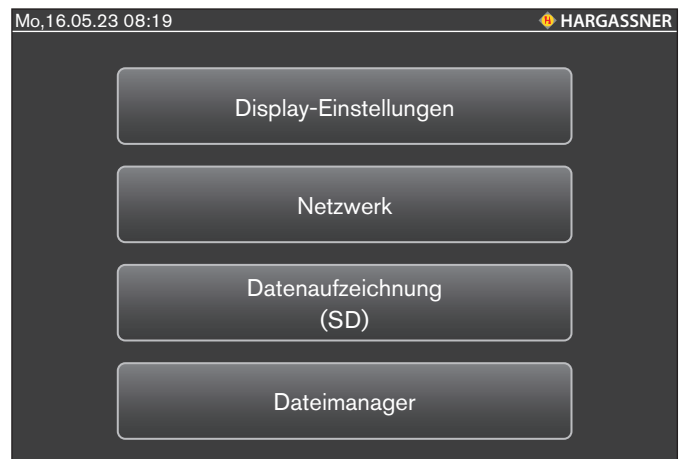 Mo,16.05.23 08:19 HARGASSNER
Display-Einstellungen
Netzwerk
Datenaufzeichnung
(SD)
Dateimanager